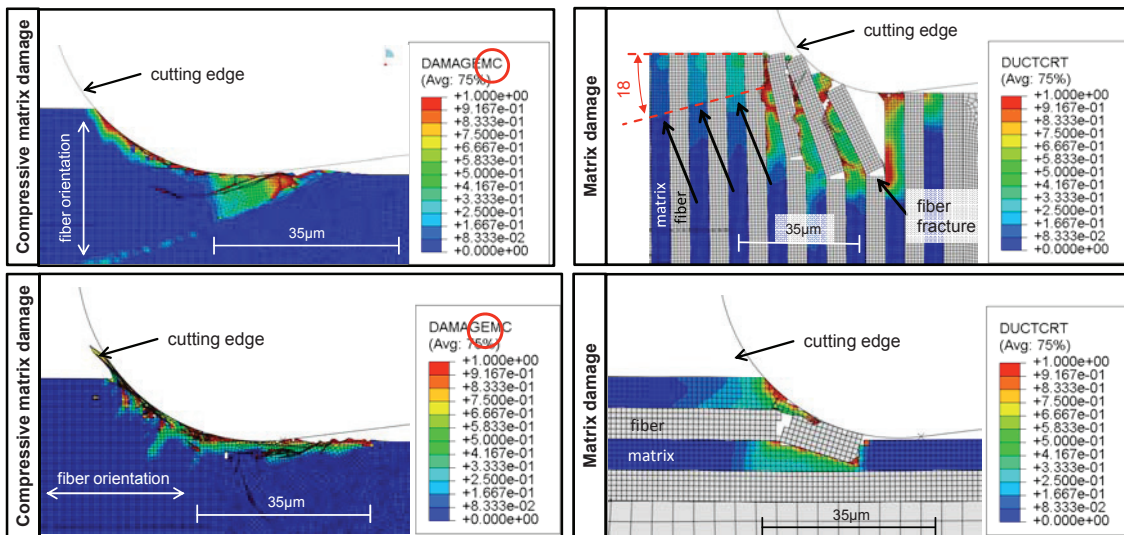 Compressive matrix damage
cutting edge
fiber orientation
35µm
DAMAGEMC
(Avg: 75%)
+1.000e+00
+9.167e-01
+8.333e-01
+7.500e-01
+6.667e-01
+5.833e-01
+5.000e-01
+4.167e-01
+3.333e-01
+2.500e-01
+1.667e-01
+8.333e-02
+0.000e+00
Matrix damage
cutting edge
18
matrix
fiber
35µm
fiber
fracture
DUCTCRT
(Avg: 75%)
+1.000e+00
+9.167e-01
+8.333e-01
+7.500e-01
+6.667e-01
+5.833e-01
+5.000e-01
+4.167e-01
+3.333e-01
+2.500e-01
+1.667e-01
+8.333e-02
+0.000e+00
Compressive matrix damage
cutting edge
fiber orientation
35µm
DAMAGEMC
(Avg: 75%)
+1.000e+00
+9.167e-01
+8.333e-01
+7.500e-01
+6.667e-01
+5.833e-01
+5.000e-01
+4.167e-01
+3.333e-01
+2.500e-01
+1.667e-01
+8.333e-02
+0.000e+00
Matrix damage
cutting edge
fiber
matrix
35µm
DUCTCRT
(Avg: 75%)
+1.000e+00
+9.167e-01
+8.333e-01
+7.500e-01
+6.667e-01
+5.833e-01
+5.000e-01
+4.167e-01
+3.333e-01
+2.500e-01
+1.667e-01
+8.333e-02
+0.000e+00